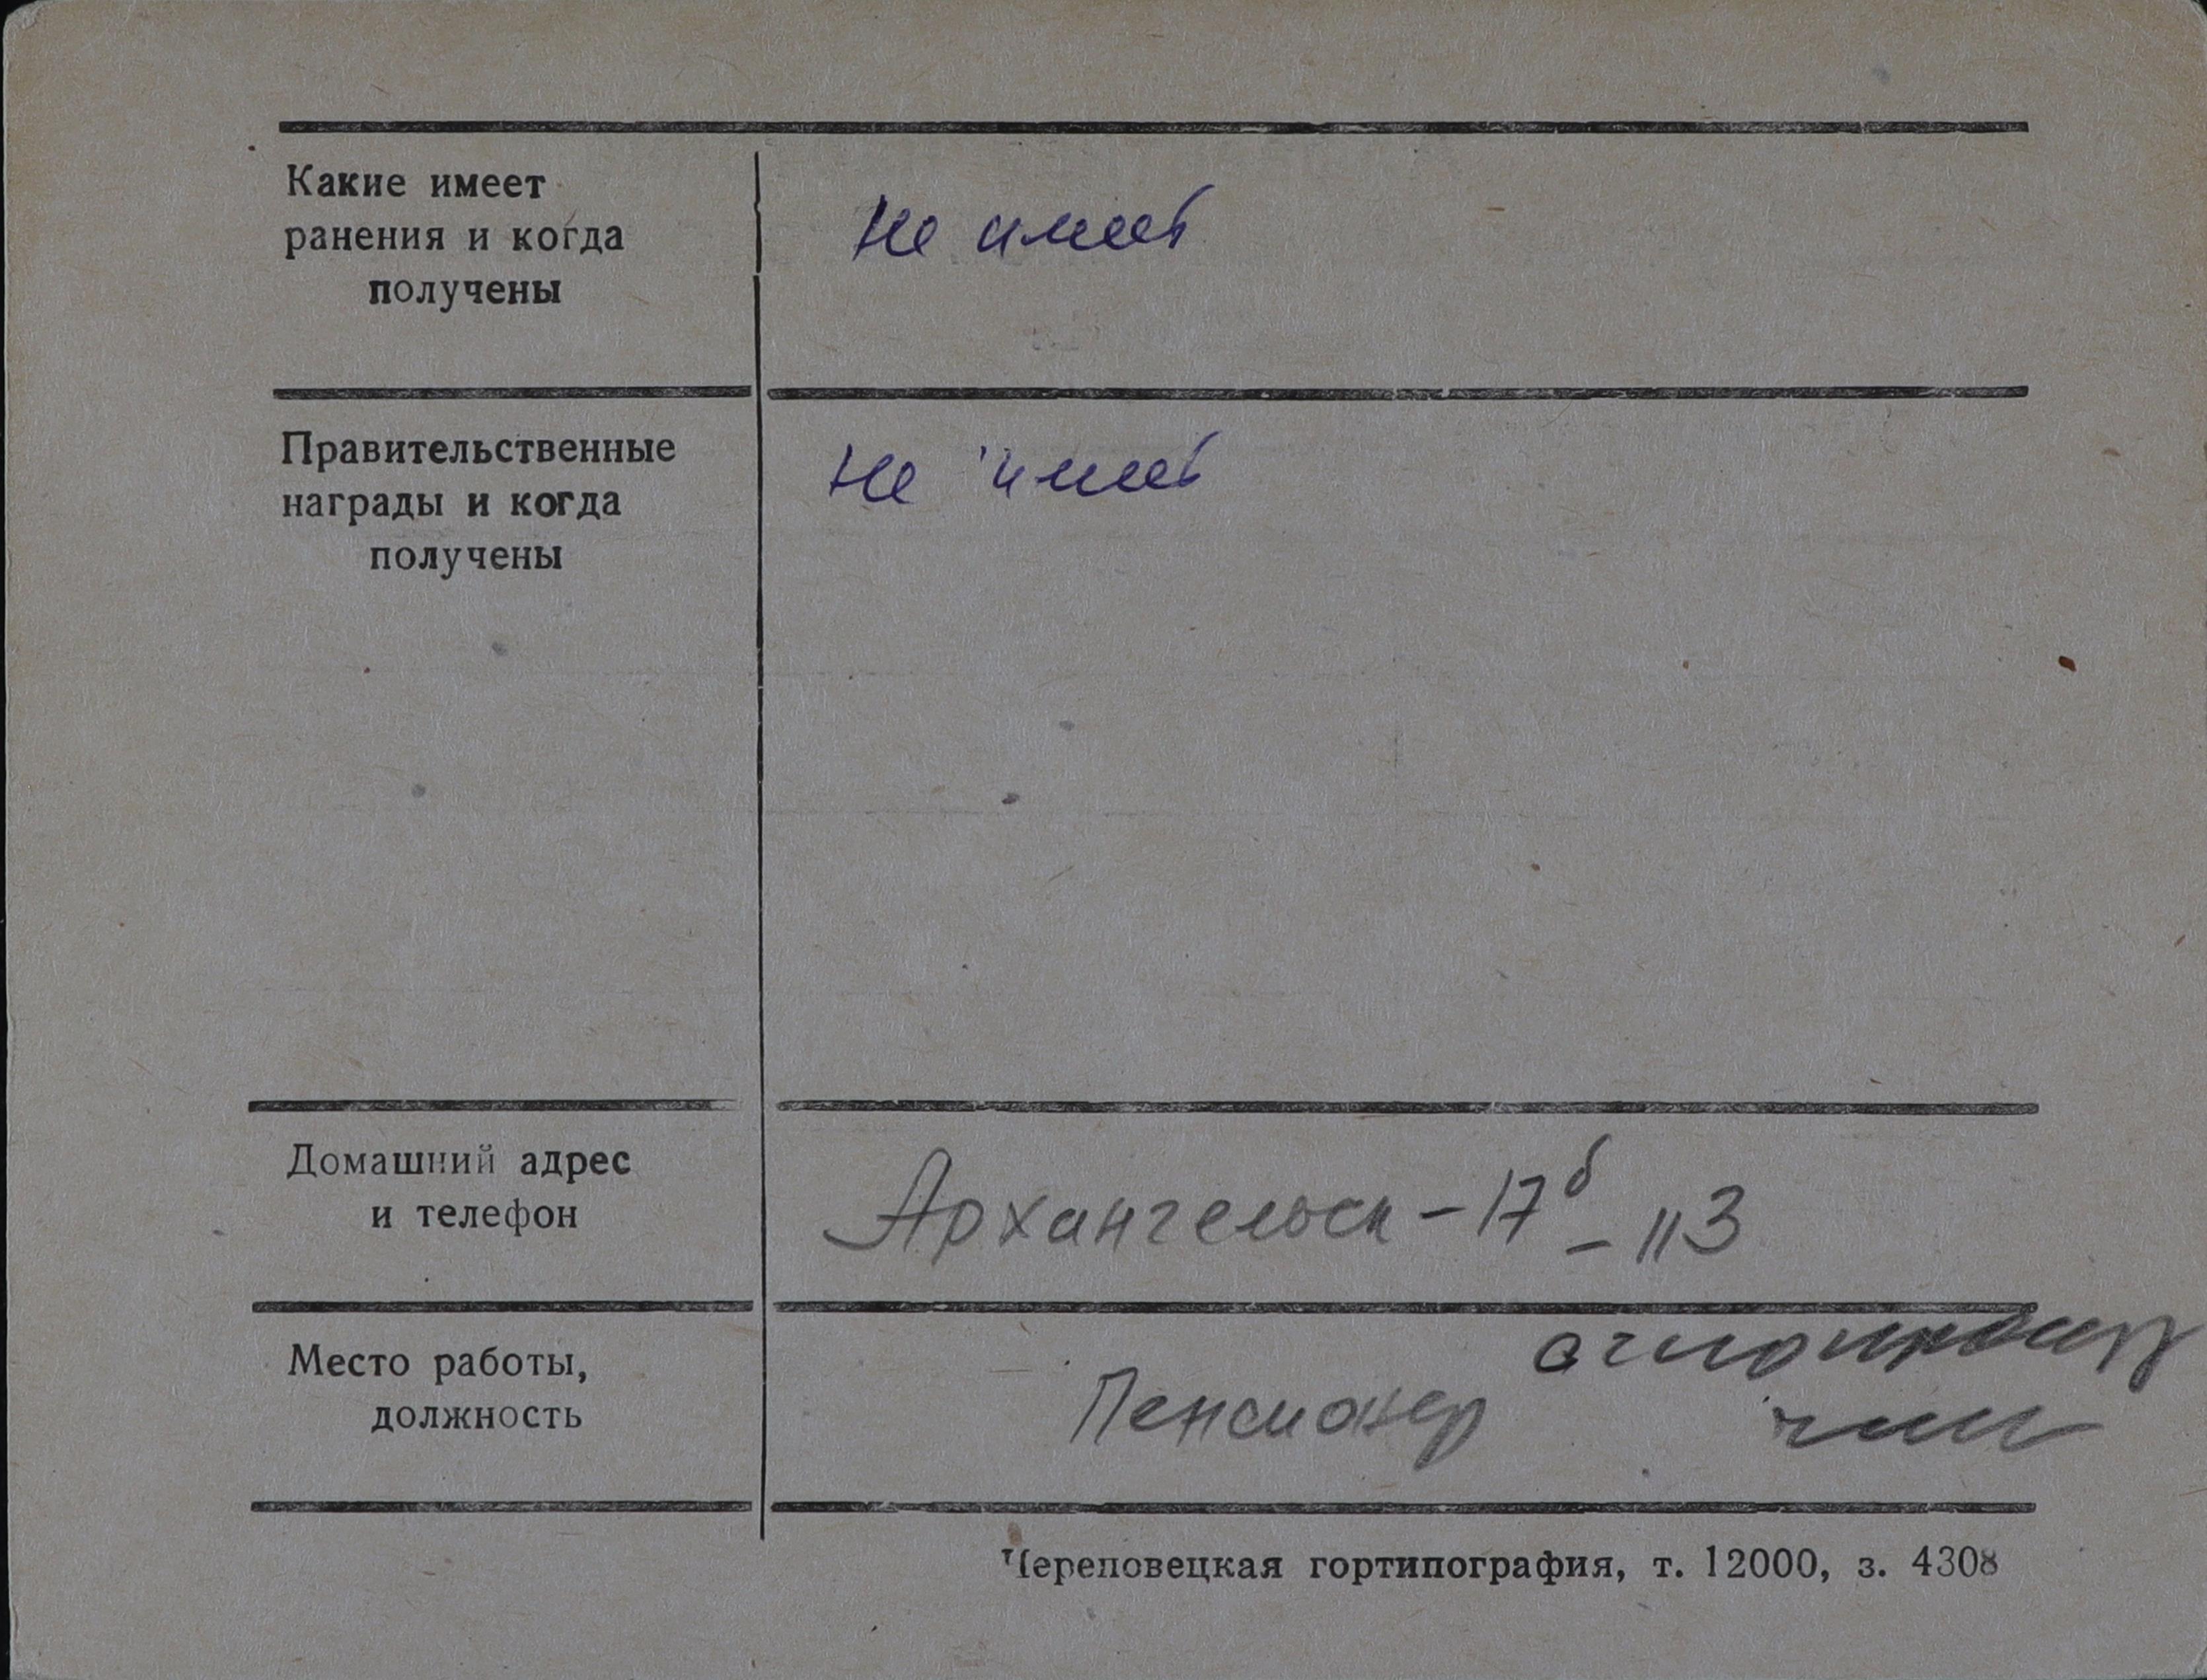 Какие имеет
ранения и когда
получены
не имеет
Правительственные
награды и когда
получены
не имеет
Домашний адрес
и телефон
Архангельск - 17б - 113
Место работы,
должность
Пенсионер
Череповецкая гортипография, т. 12000, з. 4308